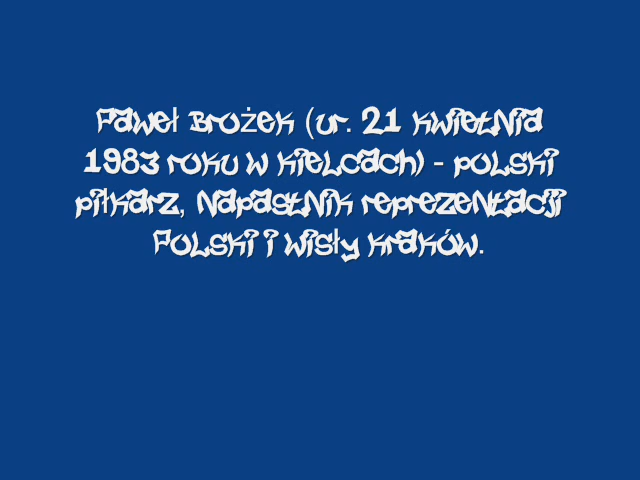 Paweł Brożek (ur. 21 kwietnia
1983 roku w kielcach) - polski
piłkarz, Napastnik reprezentacji
Polski i wisły kraków.